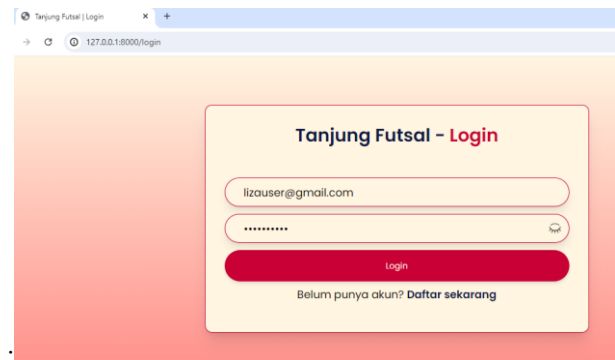 Tanjung Futsal | Login
127.0.0.1:8000/login
Tanjung Futsal - Login
lizauser@gmail.com
••••••••••
Login
Belum punya akun? Daftar sekarang